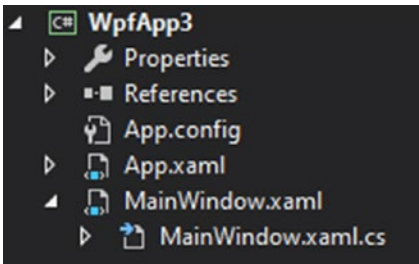 C# WpfApp3
Properties
References
App.config
App.xaml
MainWindow.xaml
MainWindow.xaml.cs